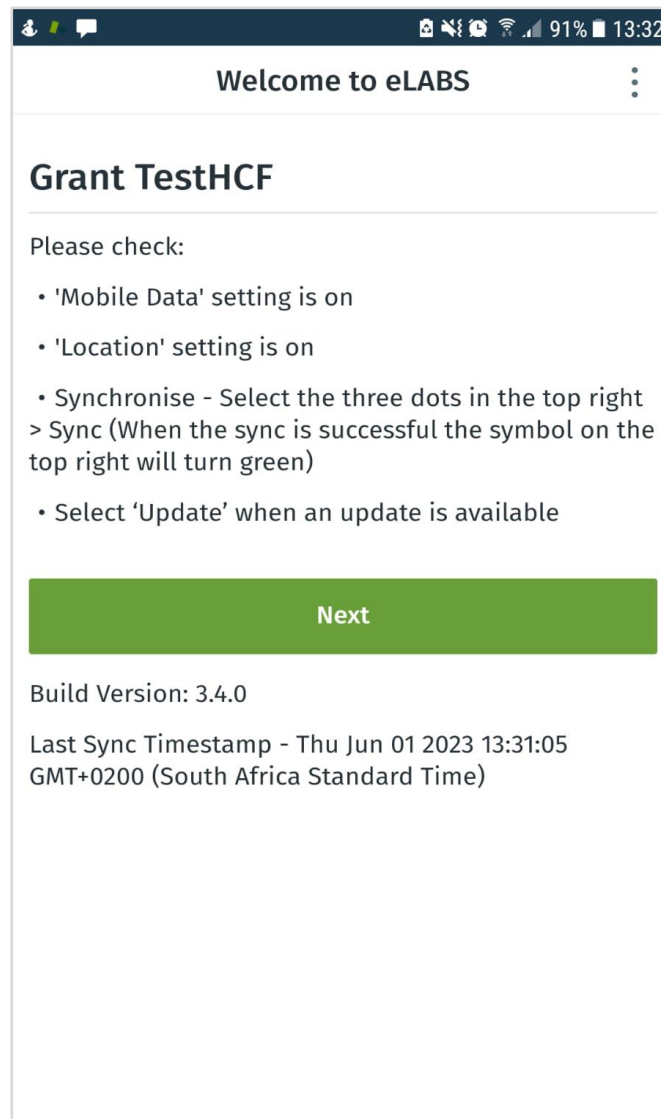 91% 13:32
Welcome to eLABS
Grant TestHCF
Please check:
• 'Mobile Data' setting is on
• 'Location' setting is on
• Synchronise - Select the three dots in the top right
> Sync (When the sync is successful the symbol on the
top right will turn green)
• Select ‘Update’ when an update is available
Next
Build Version: 3.4.0
Last Sync Timestamp - Thu Jun 01 2023 13:31:05
GMT+0200 (South Africa Standard Time)